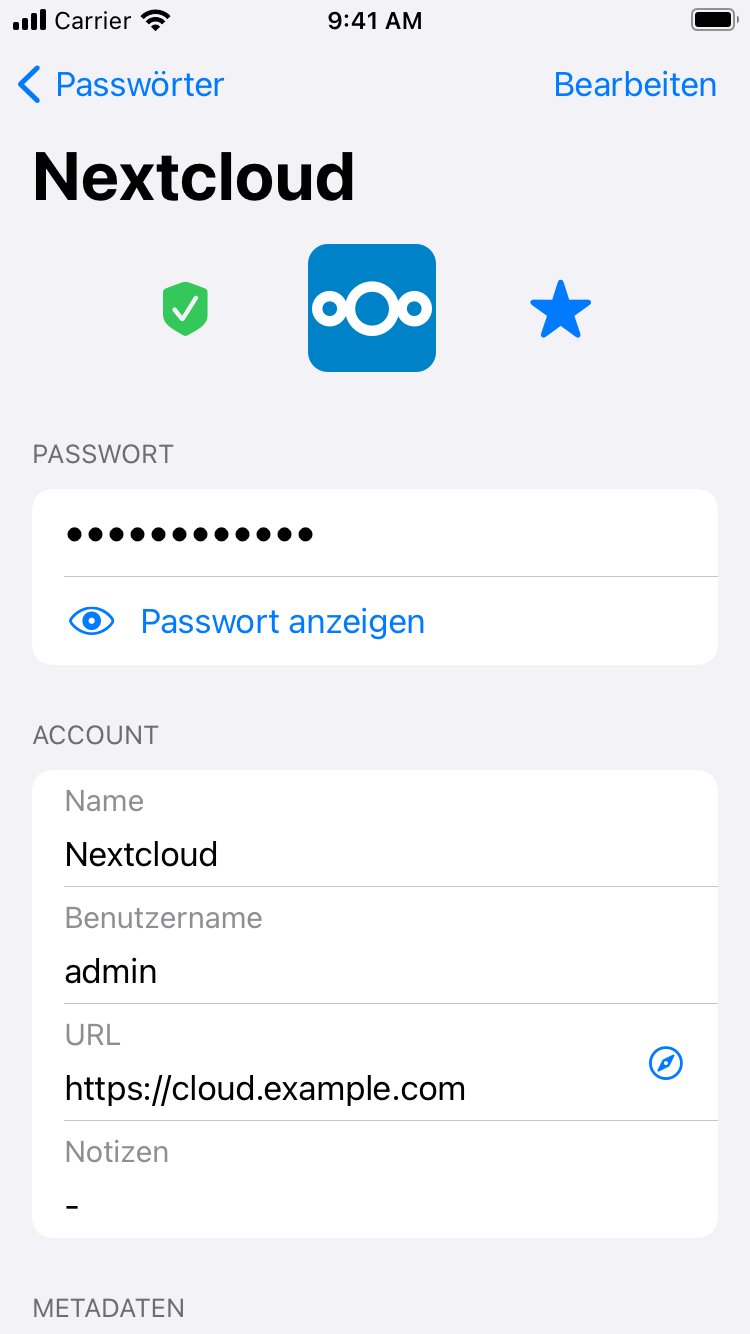 Carrier 9:41 AM
Passwörter Bearbeiten
Nextcloud
PASSWORT
●●●●●●●●●●●●
Passwort anzeigen
ACCOUNT
Name
Nextcloud
Benutzername
admin
URL
https://cloud.example.com
Notizen
-
METADATEN